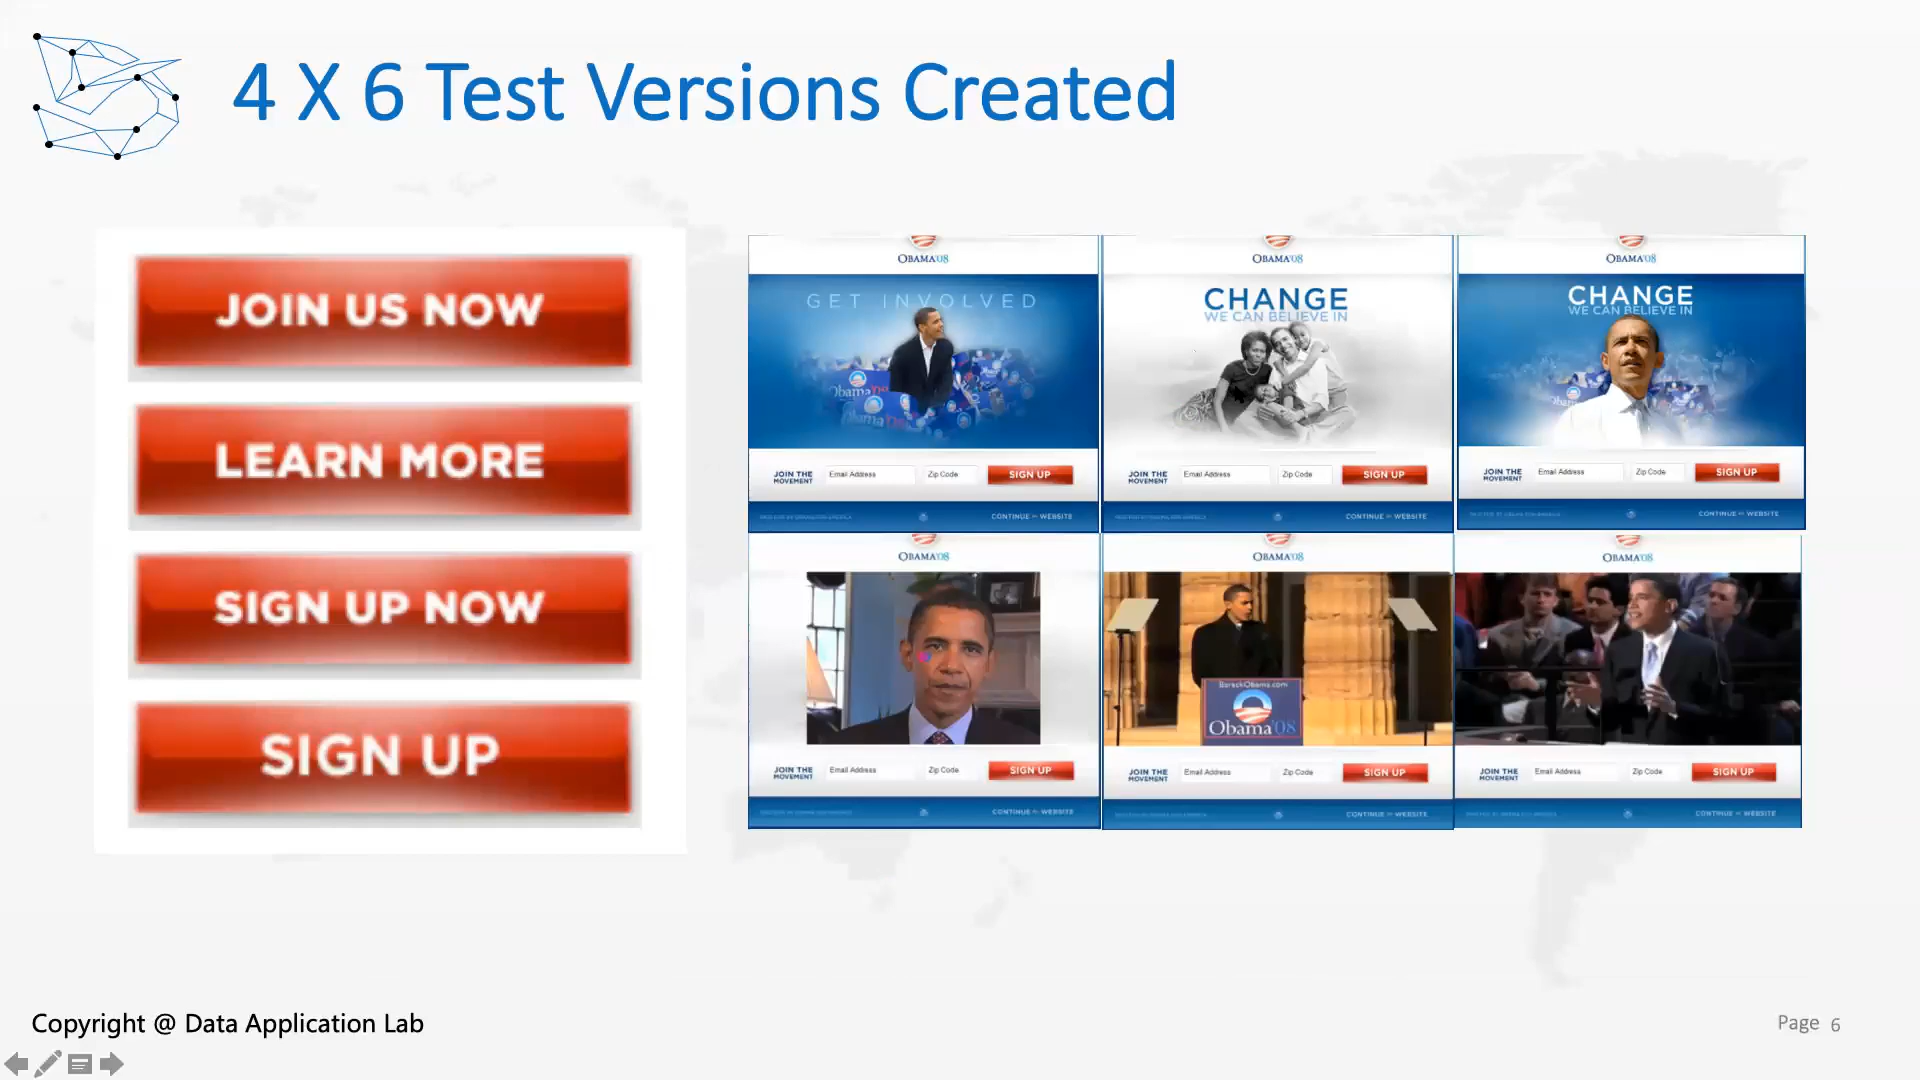 4 X 6 Test Versions Created
JOIN US NOW
LEARN MORE
SIGN UP NOW
SIGN UP
OBAMA'08
GET INVOLVED
JOIN THE MOVEMENT Email Address Zip Code SIGN UP
CONTINUE TO WEBSITE
OBAMA'08
CHANGE
WE CAN BELIEVE IN
JOIN THE MOVEMENT Email Address Zip Code SIGN UP
CONTINUE TO WEBSITE
OBAMA'08
CHANGE
WE CAN BELIEVE IN
JOIN THE MOVEMENT Email Address Zip Code SIGN UP
CONTINUE TO WEBSITE
OBAMA'08
JOIN THE MOVEMENT Email Address Zip Code SIGN UP
CONTINUE TO WEBSITE
OBAMA'08
BarackObama.com
Obama'08
JOIN THE MOVEMENT Email Address Zip Code SIGN UP
CONTINUE TO WEBSITE
OBAMA'08
JOIN THE MOVEMENT Email Address Zip Code SIGN UP
CONTINUE TO WEBSITE
Copyright @ Data Application Lab
Page 6